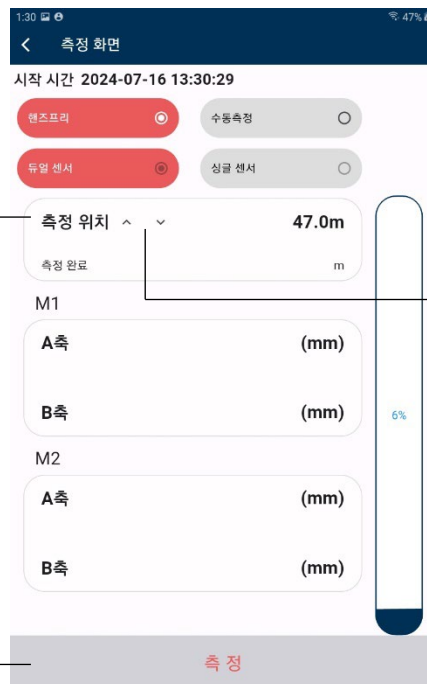 1:30 47%
측정 화면
시작 시간 2024-07-16 13:30:29
핸즈프리 수동측정
듀얼 센서 싱글 센서
측정 위치 47.0m
측정 완료 m
M1
A축 (mm)
B축 (mm)
6%
M2
A축 (mm)
B축 (mm)
측 정